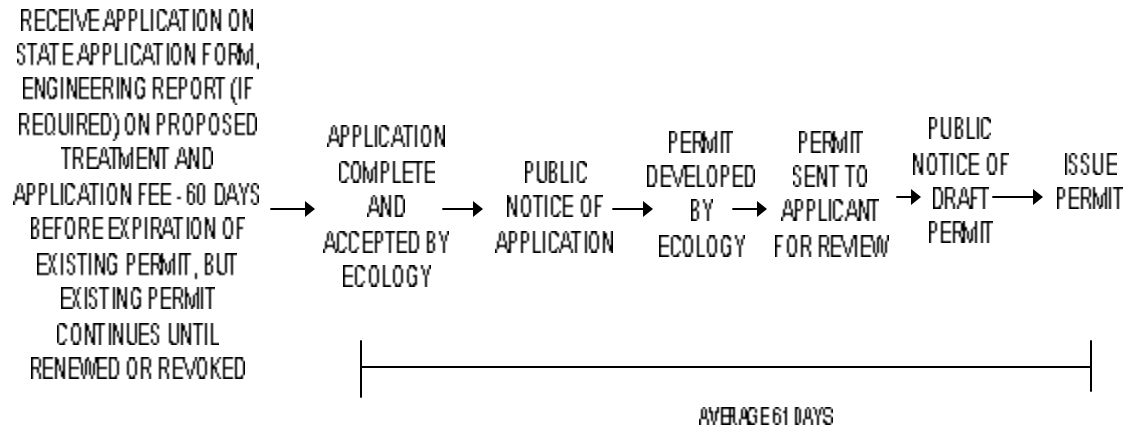 RECEIVE APPLICATION ON
STATE APPLICATION FORM,
ENGINEERING REPORT (IF
REQUIRED) ON PROPOSED
TREATMENT AND
APPLICATION FEE - 60 DAYS
BEFORE EXPIRATION OF
EXISTING PERMIT, BUT
EXISTING PERMIT
CONTINUES UNTIL
RENEWED OR REVOKED
APPLICATION
COMPLETE
AND
ACCEPTED BY
ECOLOGY
PUBLIC
NOTICE OF
APPLICATION
PERMIT
DEVELOPED
BY
ECOLOGY
PERMIT
SENT TO
APPLICANT
FOR REVIEW
PUBLIC
NOTICE OF
DRAFT
PERMIT
ISSUE
PERMIT
AVERAGE 61 DAYS